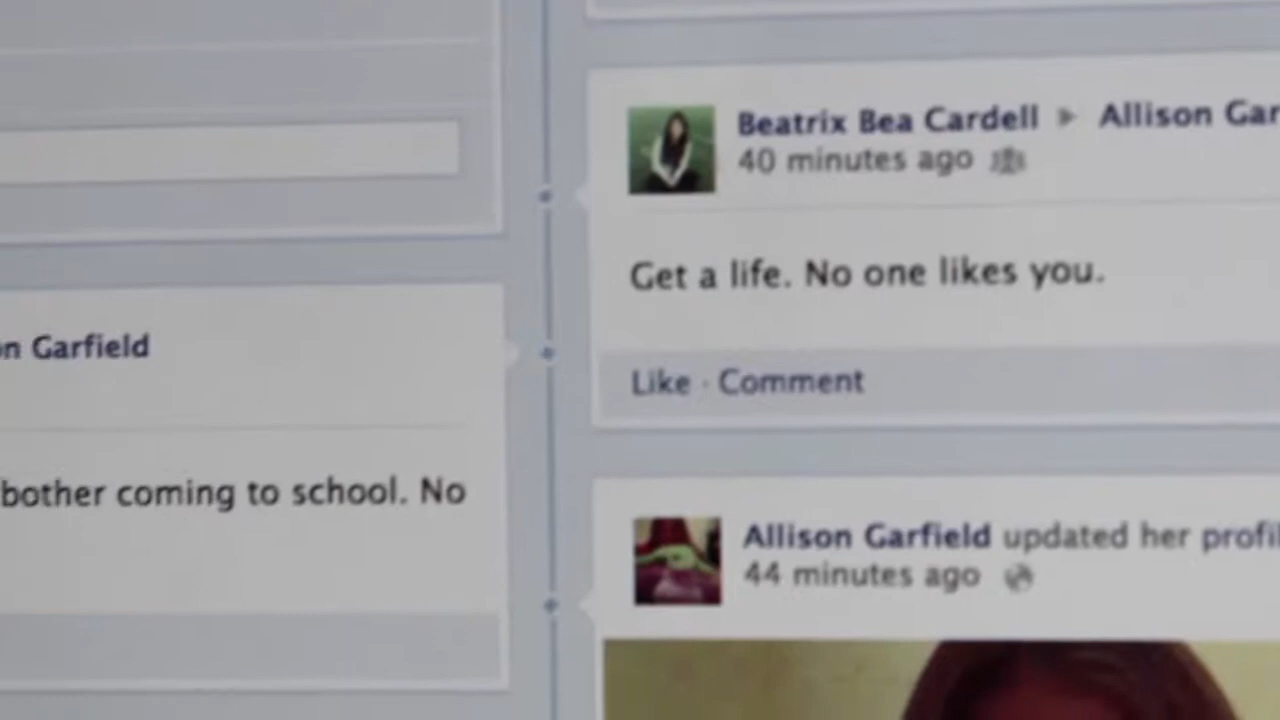 Beatrix Bea Cardell Allison Gar
40 minutes ago
Get a life. No one likes you.
Like · Comment
on Garfield
bother coming to school. No
Allison Garfield updated her profil
44 minutes ago